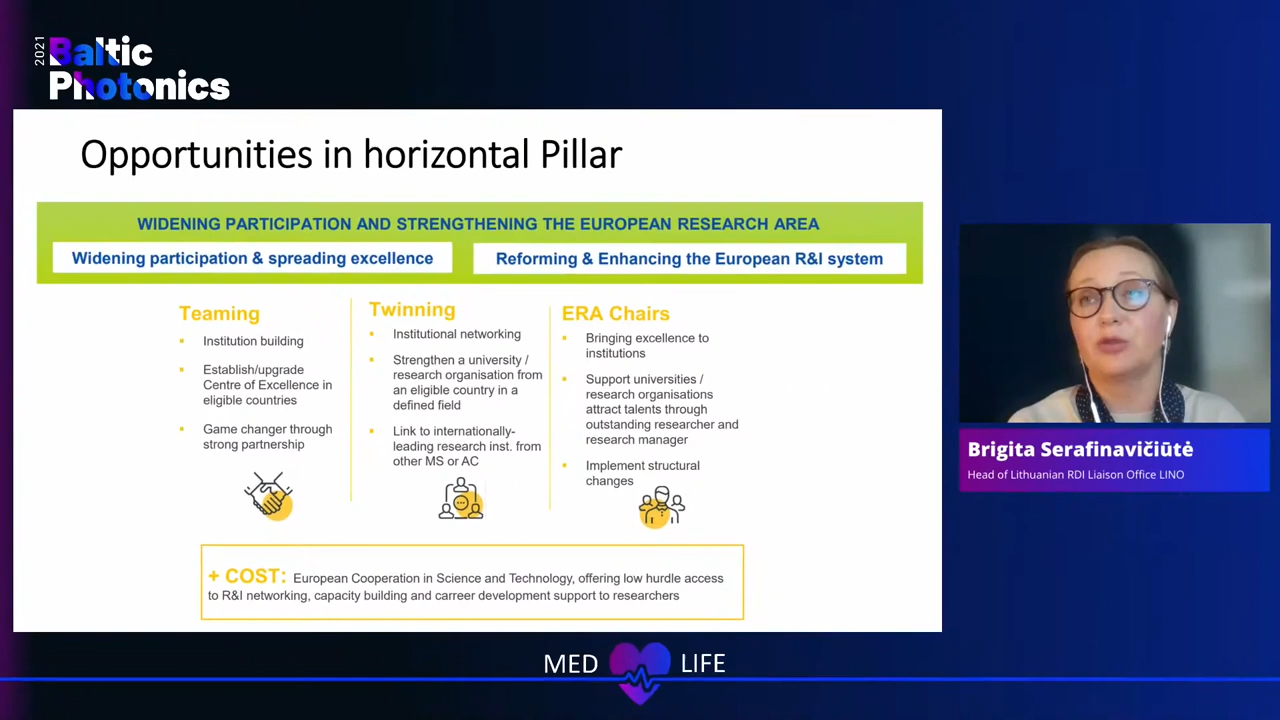 2021
Baltic
Photonics
Opportunities in horizontal Pillar
WIDENING PARTICIPATION AND STRENGTHENING THE EUROPEAN RESEARCH AREA
Widening participation & spreading excellence
Reforming & Enhancing the European R&I system
Teaming
▪ Institution building
▪ Establish/upgrade
Centre of Excellence in
eligible countries
▪ Game changer through
strong partnership
Twinning
▪ Institutional networking
▪ Strengthen a university /
research organisation from
an eligible country in a
defined field
▪ Link to internationally-
leading research inst. from
other MS or AC
ERA Chairs
▪ Bringing excellence to
institutions
▪ Support universities /
research organisations
attract talents through
outstanding researcher and
research manager
▪ Implement structural
changes
+ COST: European Cooperation in Science and Technology, offering low hurdle access
to R&I networking, capacity building and carreer development support to researchers
Brigita Serafinavičiūtė
Head of Lithuanian RDI Liaison Office LINO
MED LIFE